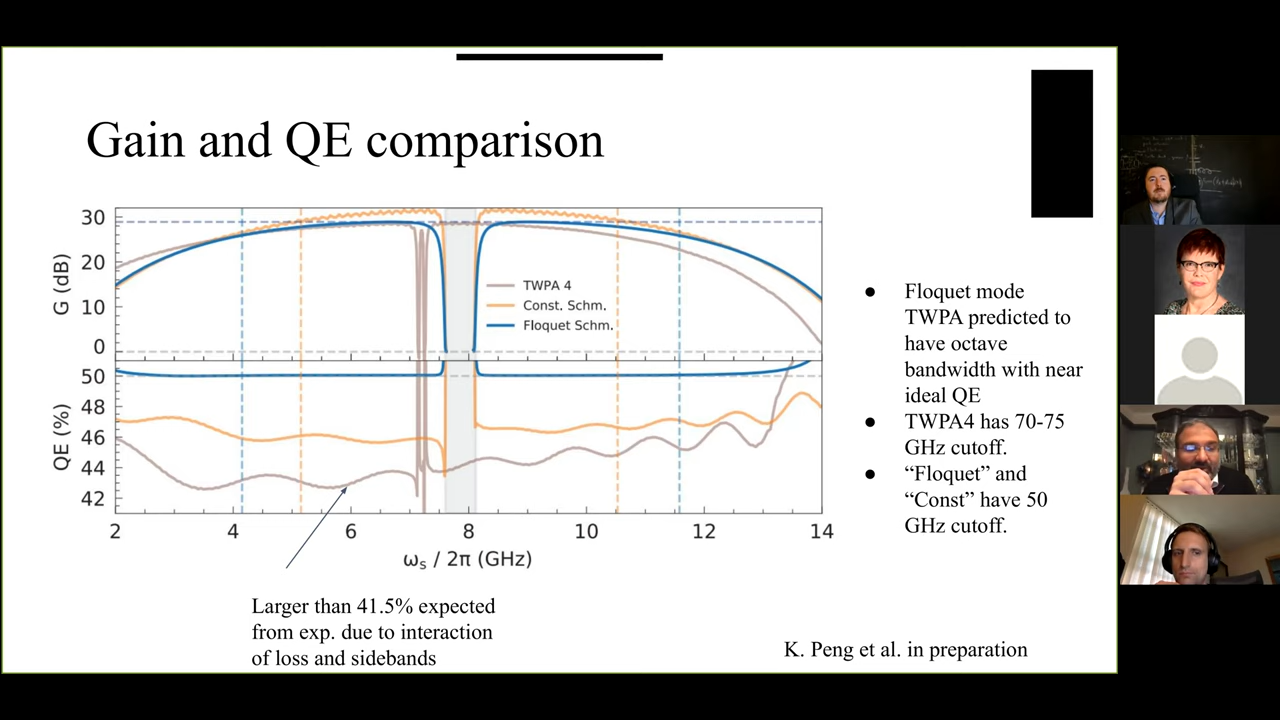 Gain and QE comparison
30
20
10
0
G (dB)
TWPA 4
Const. Schm.
Floquet Schm.
50
48
46
44
42
QE (%)
2 4 6 8 10 12 14
ωs / 2π (GHz)
● Floquet mode
TWPA predicted to
have octave
bandwidth with near
ideal QE
● TWPA4 has 70-75
GHz cutoff.
● “Floquet” and
“Const” have 50
GHz cutoff.
Larger than 41.5% expected
from exp. due to interaction
of loss and sidebands
K. Peng et al. in preparation